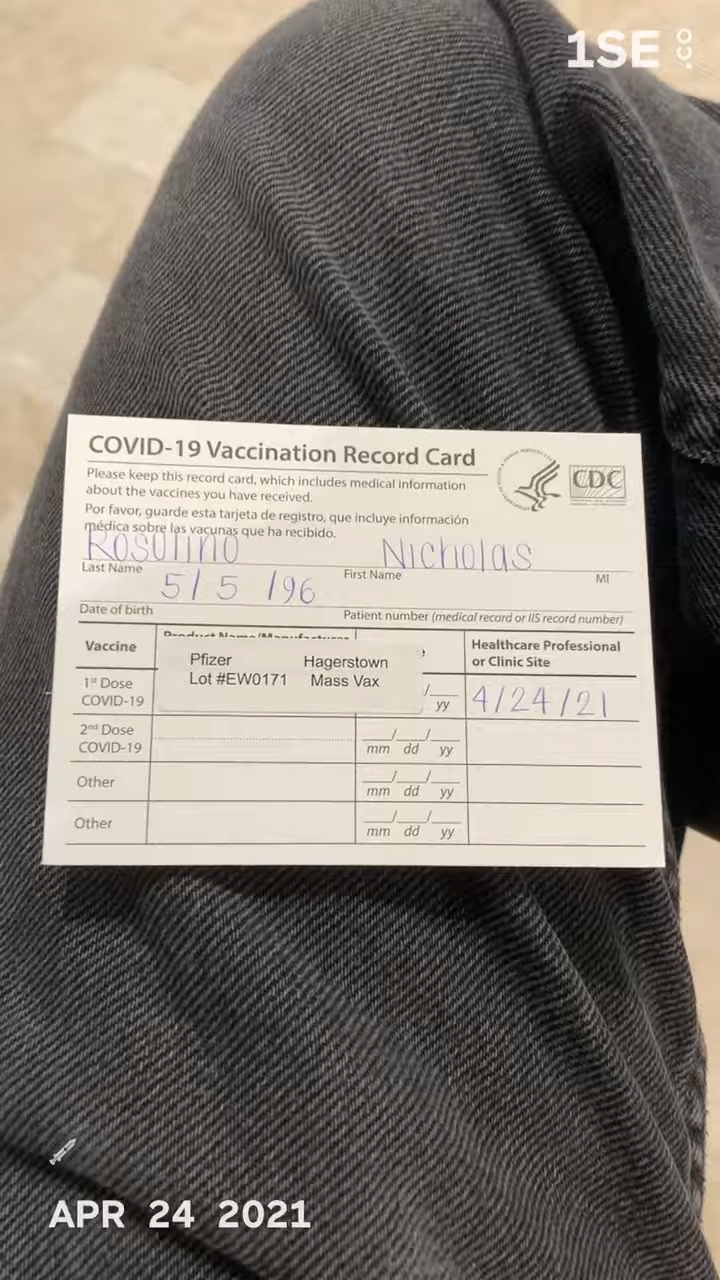 1SE.CO
COVID-19 Vaccination Record Card
Please keep this record card, which includes medical information
about the vaccines you have received.
Por favor, guarde esta tarjeta de registro, que incluye información
médica sobre las vacunas que ha recibido.
CDC
Rosolino Nicholas
Last Name First Name MI
5/5/96
Date of birth Patient number (medical record or IIS record number)
Vaccine Product Name/Manufacturer Healthcare Professional
or Clinic Site
Pfizer Hagerstown
Lot #EW0171 Mass Vax
1st Dose
COVID-19
/ yy
4/24/21
2nd Dose
COVID-19
/ /
mm dd yy
Other
/ /
mm dd yy
Other
/ /
mm dd yy
APR 24 2021